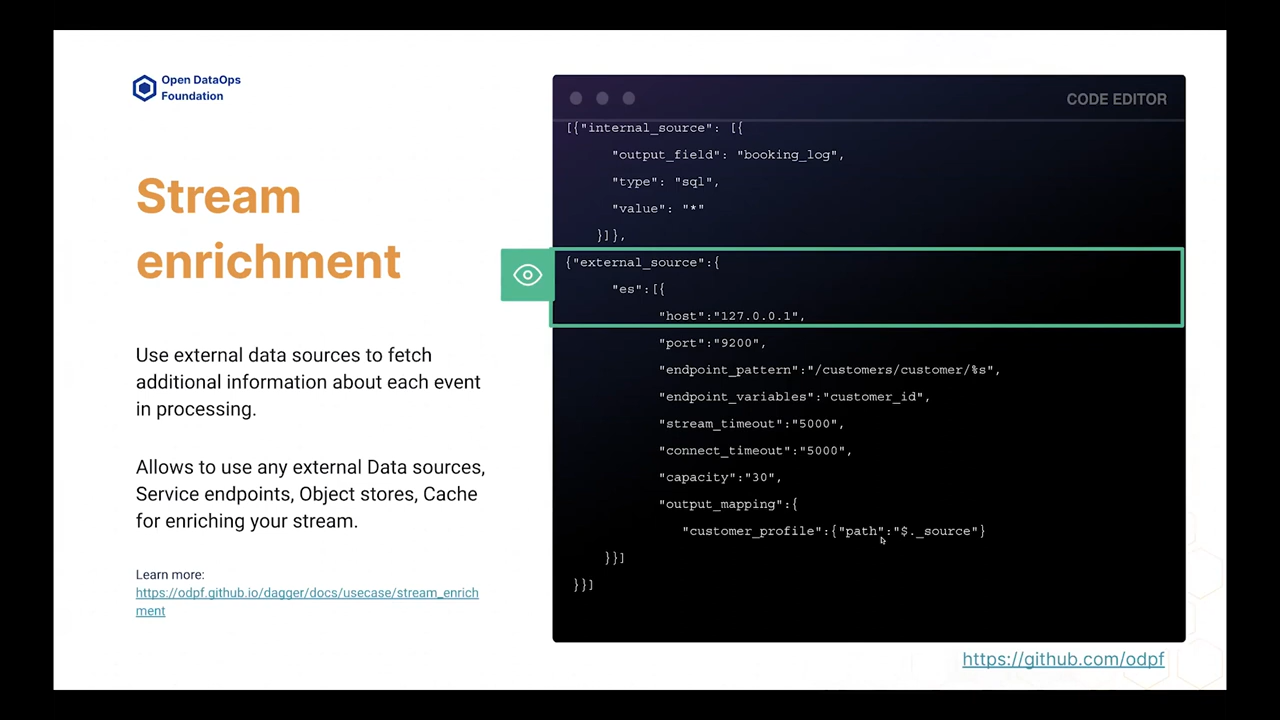 Open DataOps
Foundation
Stream
enrichment
Use external data sources to fetch
additional information about each event
in processing.
Allows to use any external Data sources,
Service endpoints, Object stores, Cache
for enriching your stream.
Learn more:
https://odpf.github.io/dagger/docs/usecase/stream_enrich
ment
CODE EDITOR
[{"internal_source": [{
"output_field": "booking_log",
"type": "sql",
"value": "*"
}]},
{"external_source":{
"es":[{
"host":"127.0.0.1",
"port":"9200",
"endpoint_pattern":"/customers/customer/%s",
"endpoint_variables":"customer_id",
"stream_timeout":"5000",
"connect_timeout":"5000",
"capacity":"30",
"output_mapping":{
"customer_profile":{"path":"$._source"}
}}]
}}]
https://github.com/odpf